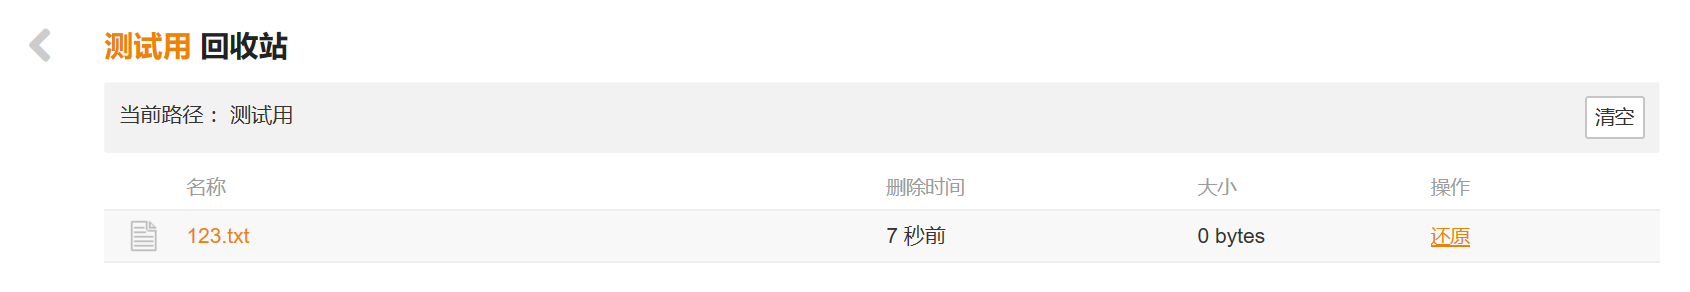 测试用 回收站
当前路径： 测试用
清空
名称 删除时间 大小 操作
123.txt 7 秒前 0 bytes 还原